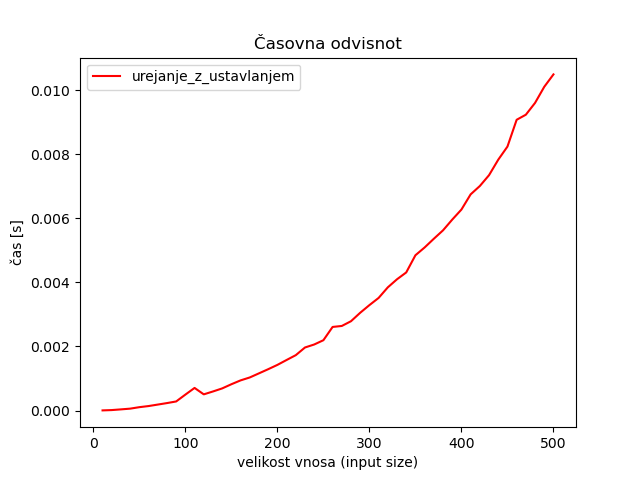 Časovna odvisnot
urejanje_z_ustavlanjem
0.010
0.008
0.006
0.004
0.002
0.000
čas [s]
0 100 200 300 400 500
velikost vnosa (input size)